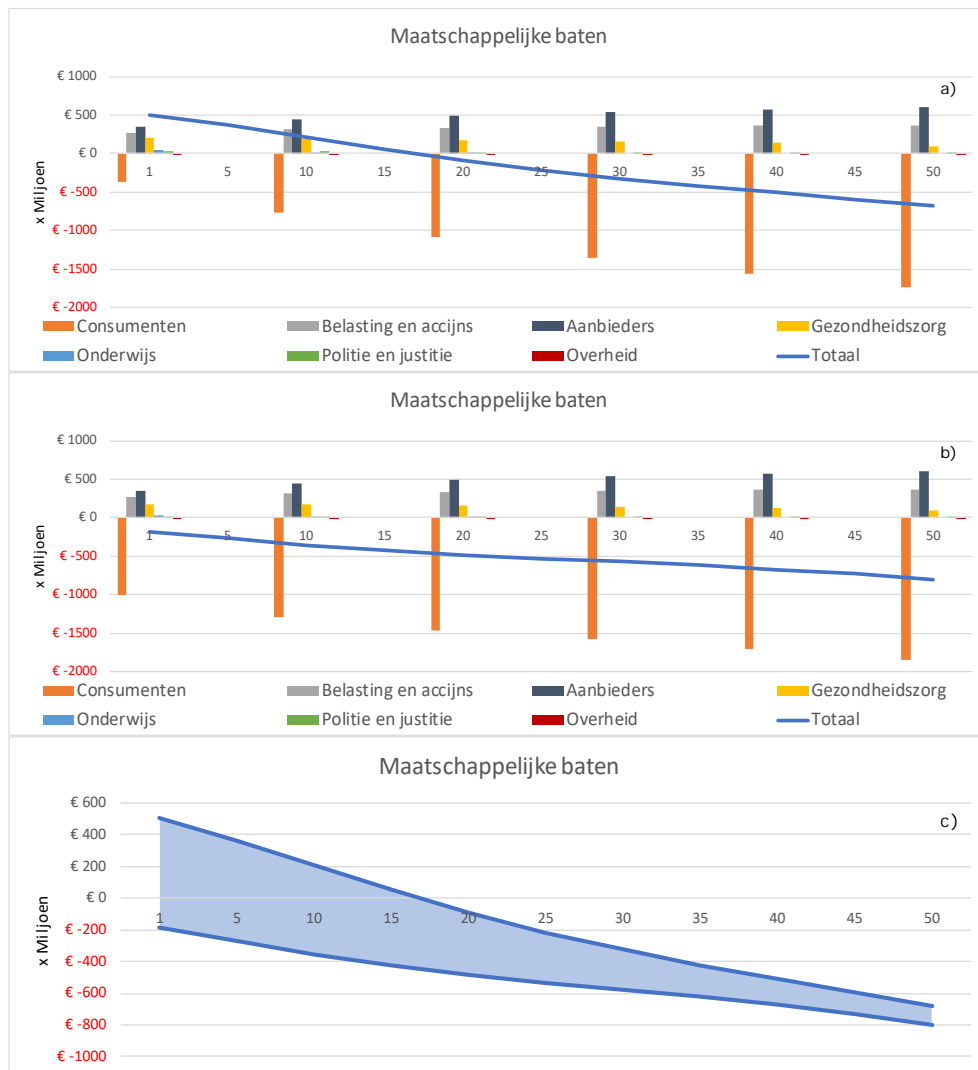 Maatschappelijke baten
a)
€ 1000
€ 500
€ 0
€ -500
€ -1000
€ -1500
€ -2000
x Miljoen
1 5 10 15 20 25 30 35 40 45 50
Consumenten Belasting en accijns Aanbieders Gezondheidszorg
Onderwijs Politie en justitie Overheid Totaal
Maatschappelijke baten
b)
€ 1000
€ 500
€ 0
€ -500
€ -1000
€ -1500
€ -2000
x Miljoen
1 5 10 15 20 25 30 35 40 45 50
Consumenten Belasting en accijns Aanbieders Gezondheidszorg
Onderwijs Politie en justitie Overheid Totaal
Maatschappelijke baten
c)
€ 600
€ 400
€ 200
€ 0
€ -200
€ -400
€ -600
€ -800
€ -1000
x Miljoen
1 5 10 15 20 25 30 35 40 45 50